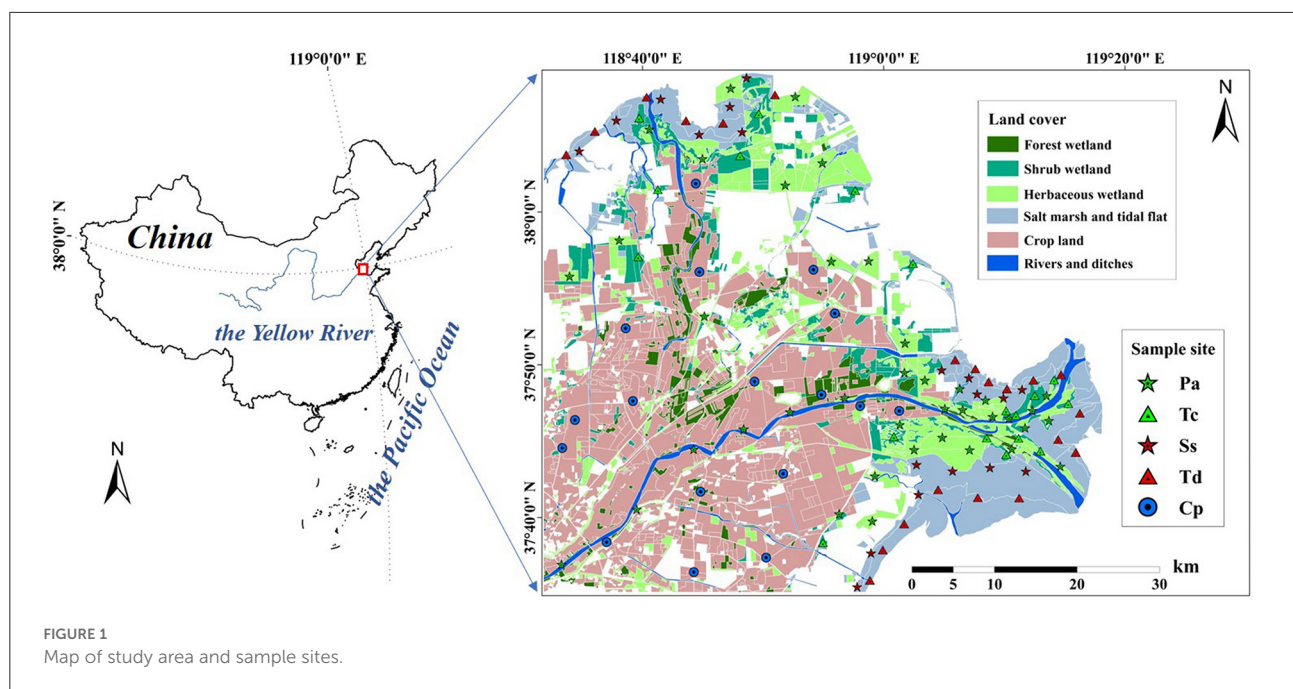 119°0'0" E
38°0'0" N
China
the Yellow River
the Pacific Ocean
N
118°40'0" E
119°0'0" E
119°20'0" E
38°0'0" N
37°50'0" N
37°40'0" N
N
Land cover
Forest wetland
Shrub wetland
Herbaceous wetland
Salt marsh and tidal flat
Crop land
Rivers and ditches
Sample site
Pa
Tc
Ss
Td
Cp
0 5 10 20 30 km
FIGURE 1
Map of study area and sample sites.